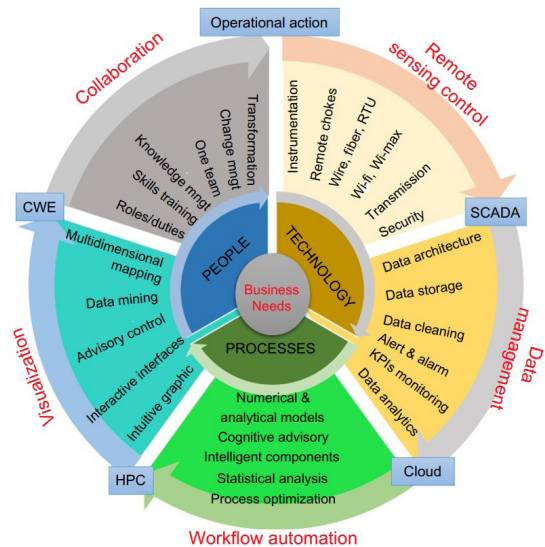 Operational action
Remote
sensing control
Instrumentation
Remote chokes
Wire, fiber, RTU
Wi-fi, Wi-max
Transmission
Security
SCADA
Data
management
Data architecture
Data storage
Data cleaning
Alert & alarm
KPIs monitoring
Data analytics
Cloud
Workflow automation
Numerical &
analytical models
Cognitive advisory
Intelligent components
Statistical analysis
Process optimization
HPC
Visualization
Multidimensional
mapping
Data mining
Advisory control
Interactive interfaces
Intuitive graphic
CWE
Collaboration
Transformation
Change mngt
One team
Knowledge mngt
Skills training
Roles/duties
PEOPLE
TECHNOLOGY
PROCESSES
Business
Needs